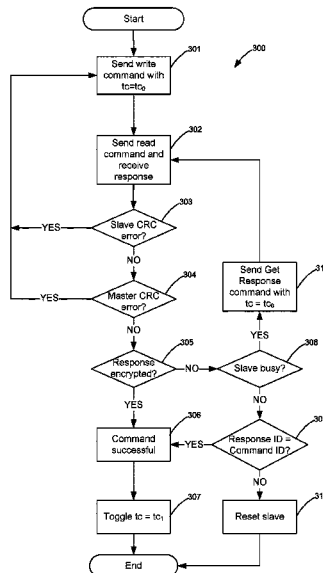 Start
301
300
Send write
command with
tc=tc₀
302
Send read
command and
receive
response
303
Slave CRC
error?
YES
NO
304
31
Master CRC
error?
YES
Send Get
Response
command with
tc = tc₀
NO
YES
305
308
Response
encrypted?
NO
Slave busy?
YES
NO
306
30
Command
successful
YES
Response ID =
Command ID?
307
NO
31
Toggle tc = tc₁
Reset slave
End